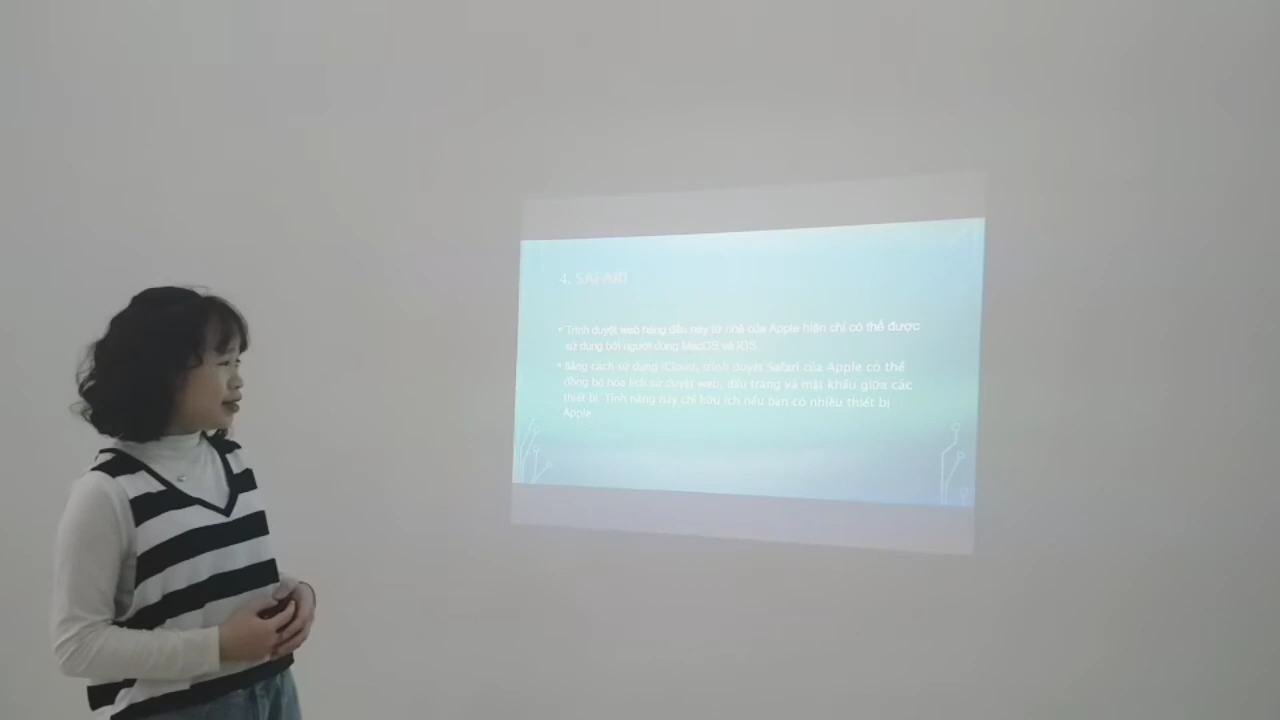 4. SAFARI
• Trình duyệt web hàng đầu này từ nhà của Apple hiện chỉ có thể được
sử dụng bởi người dùng MacOS và iOS.
• Bằng cách sử dụng iCloud, trình duyệt Safari của Apple có thể
đồng bộ hóa lịch sử duyệt web, dấu trang và mật khẩu giữa các
thiết bị. Tính năng này chỉ hữu ích nếu bạn có nhiều thiết bị
Apple